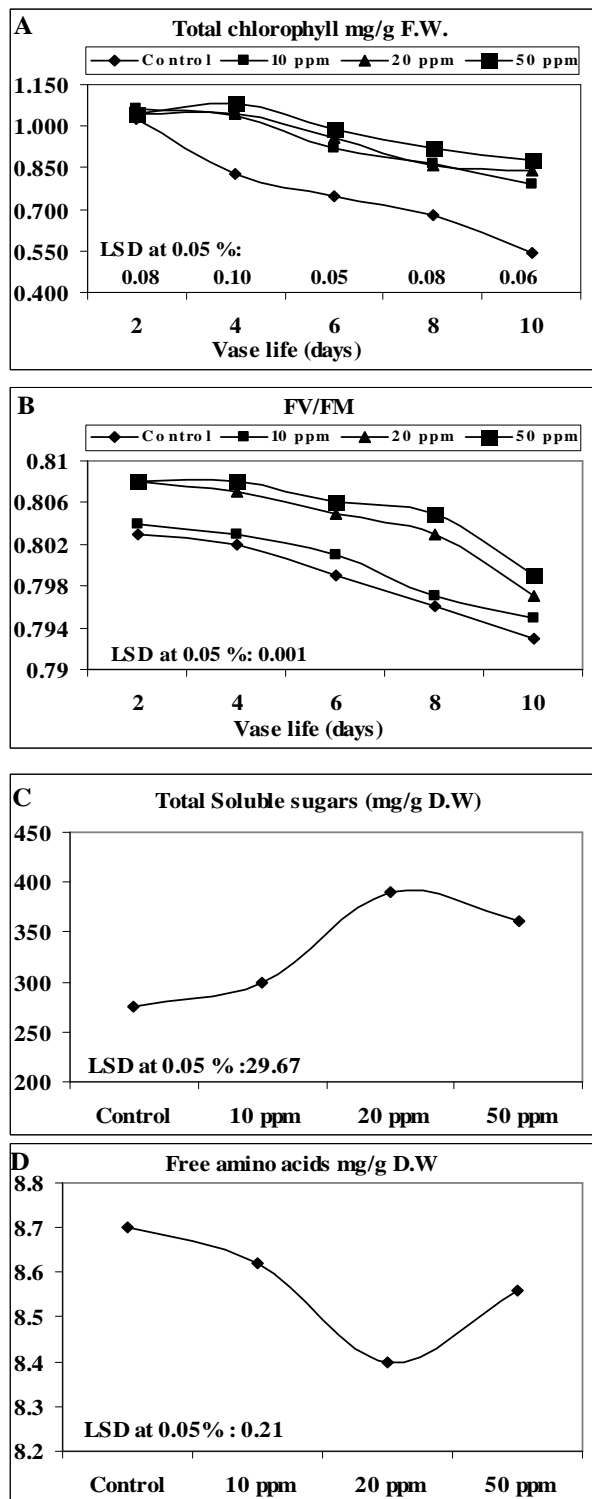 A
Total chlorophyll mg/g F.W.
Control 10 ppm 20 ppm 50 ppm
1.150
1.000
0.850
0.700
0.550
0.400
LSD at 0.05 %:
0.08 0.10 0.05 0.08 0.06
2 4 6 8 10
Vase life (days)
B
FV/FM
Control 10 ppm 20 ppm 50 ppm
0.81
0.806
0.802
0.798
0.794
0.79
LSD at 0.05 %: 0.001
2 4 6 8 10
Vase life (days)
C
Total Soluble sugars (mg/g D.W)
450
400
350
300
250
200
LSD at 0.05 % :29.67
Control 10 ppm 20 ppm 50 ppm
D
Free amino acids mg/g D.W
8.8
8.7
8.6
8.5
8.4
8.3
8.2
LSD at 0.05% : 0.21
Control 10 ppm 20 ppm 50 ppm